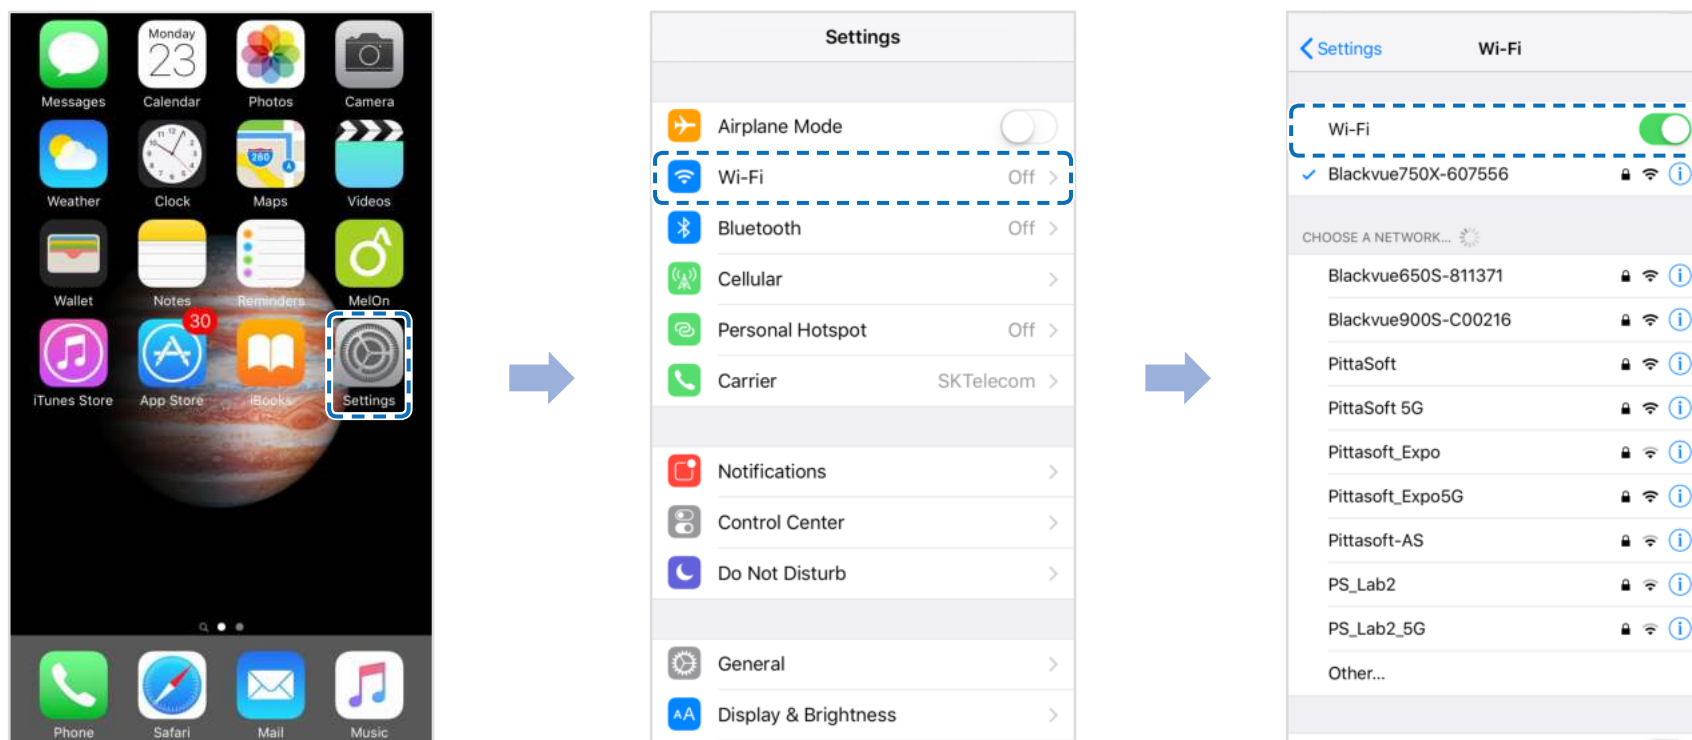 Monday
23
Messages Calendar Photos Camera
280
Weather Clock Maps Videos
Wallet Notes Reminders MelOn
30
iTunes Store App Store iBooks Settings
Phone Safari Mail Music
Settings
Airplane Mode
Wi-Fi Off
Bluetooth Off
Cellular
Personal Hotspot Off
Carrier SKTelecom
Notifications
Control Center
Do Not Disturb
General
AA Display & Brightness
Settings Wi-Fi
Wi-Fi
Blackvue750X-607556
CHOOSE A NETWORK...
Blackvue650S-811371
Blackvue900S-C00216
PittaSoft
PittaSoft 5G
Pittasoft_Expo
Pittasoft_Expo5G
Pittasoft-AS
PS_Lab2
PS_Lab2_5G
Other...